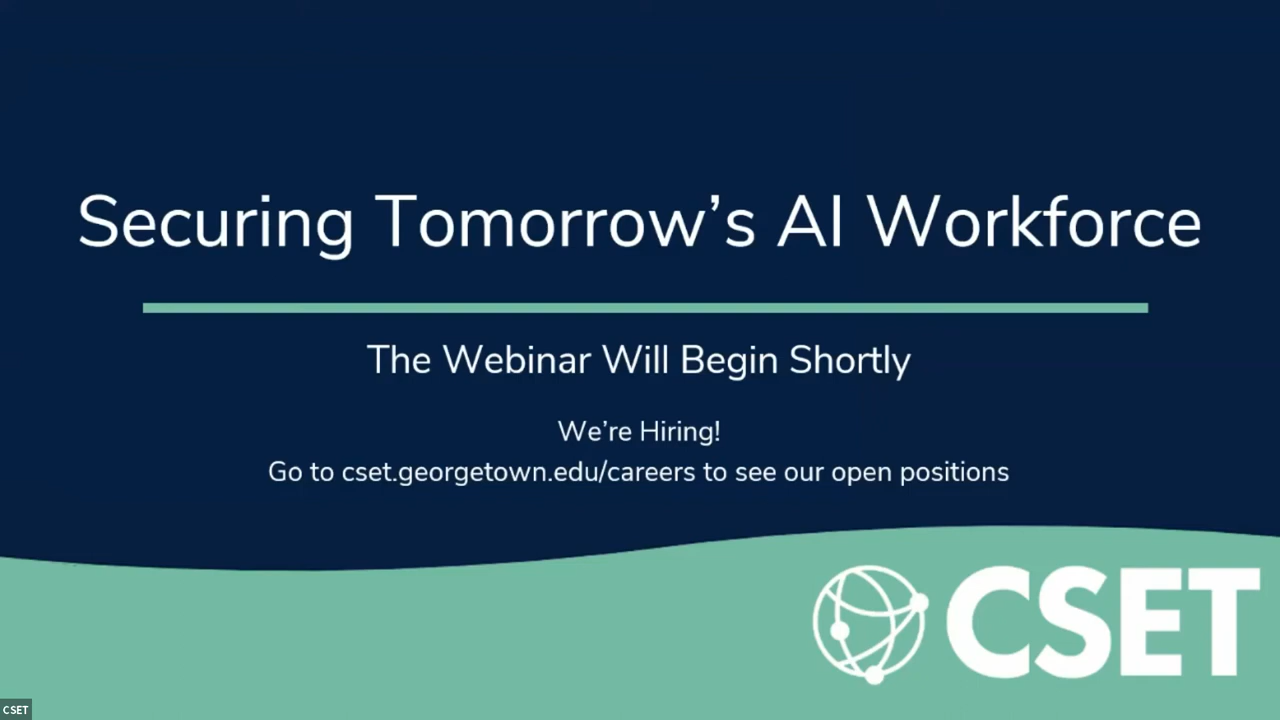 Securing Tomorrow’s AI Workforce
The Webinar Will Begin Shortly
We’re Hiring!
Go to cset.georgetown.edu/careers to see our open positions
CSET
CSET